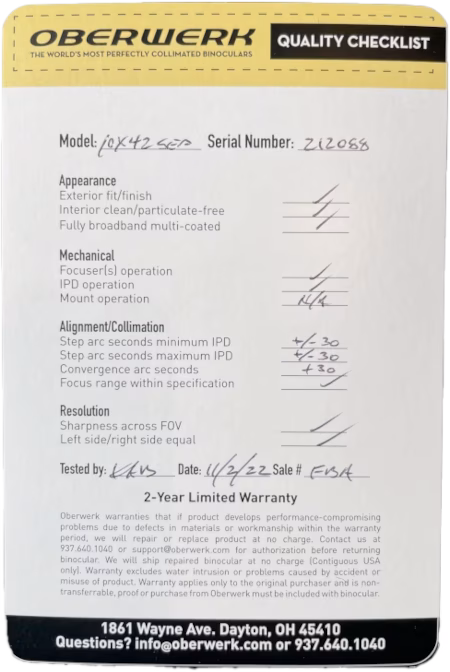 OBERWERK
THE WORLD'S MOST PERFECTLY COLLIMATED BINOCULARS
QUALITY CHECKLIST
Model: 10X42 SED Serial Number: 212088
Appearance
Exterior fit/finish ✓
Interior clean/particulate-free ✓
Fully broadband multi-coated ✓
Mechanical
Focuser(s) operation ✓
IPD operation ✓
Mount operation N/A
Alignment/Collimation
Step arc seconds minimum IPD +/- 30
Step arc seconds maximum IPD +/- 30
Convergence arc seconds +30
Focus range within specification ✓
Resolution
Sharpness across FOV ✓
Left side/right side equal ✓
Tested by: Date: 11/2/22 Sale # EBA
2-Year Limited Warranty
Oberwerk warranties that if product develops performance-compromising
problems due to defects in materials or workmanship within the warranty
period, we will repair or replace product at no charge. Contact us at
937.640.1040 or support@oberwerk.com for authorization before returning
binocular. We will ship repaired binocular at no charge (Contiguous USA
only). Warranty excludes water intrusion or problems caused by accident or
misuse of product. Warranty applies only to the original purchaser and is non-
transferrable, proof or purchase from Oberwerk must be included with binocular.
1861 Wayne Ave. Dayton, OH 45410
Questions? info@oberwerk.com or 937.640.1040